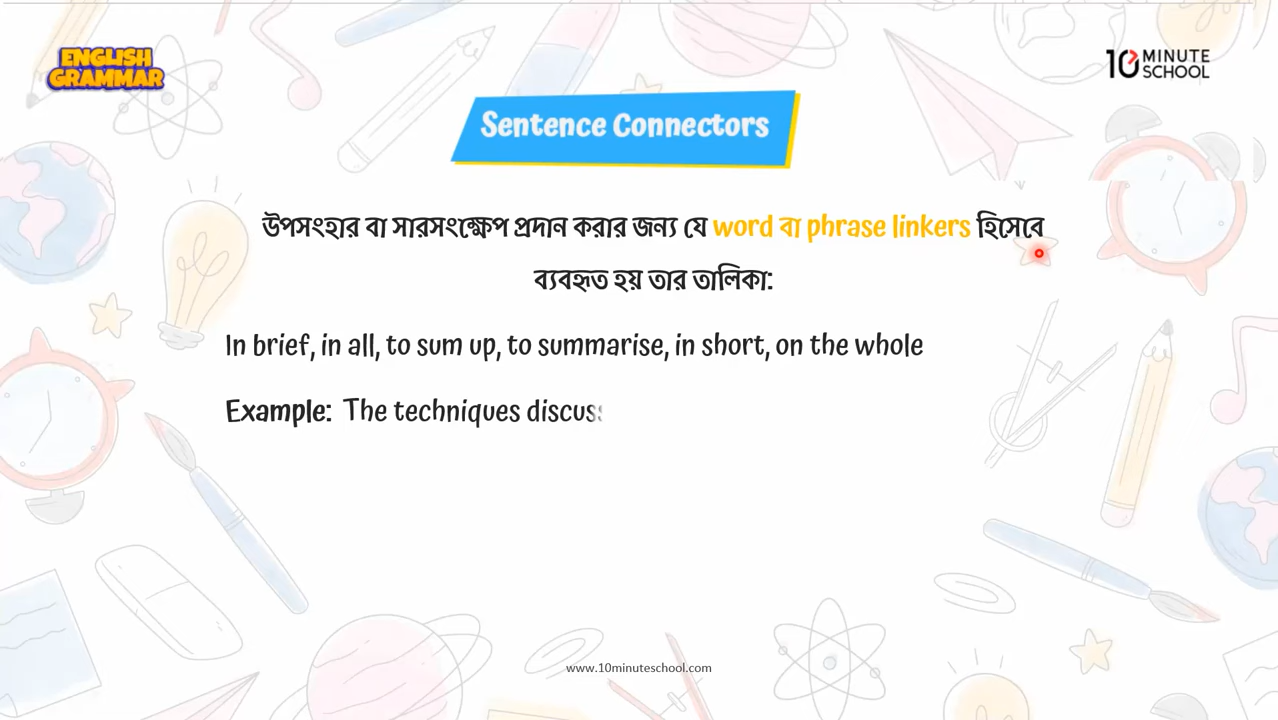 ENGLISH
GRAMMAR
10 MINUTE
SCHOOL
Sentence Connectors
উপসংহার বা সারসংক্ষেপ প্রদান করার জন্য যে word বা phrase linkers হিসেবে
ব্যবহৃত হয় তার তালিকা:
In brief, in all, to sum up, to summarise, in short, on the whole
Example: The techniques
www.10minuteschool.com